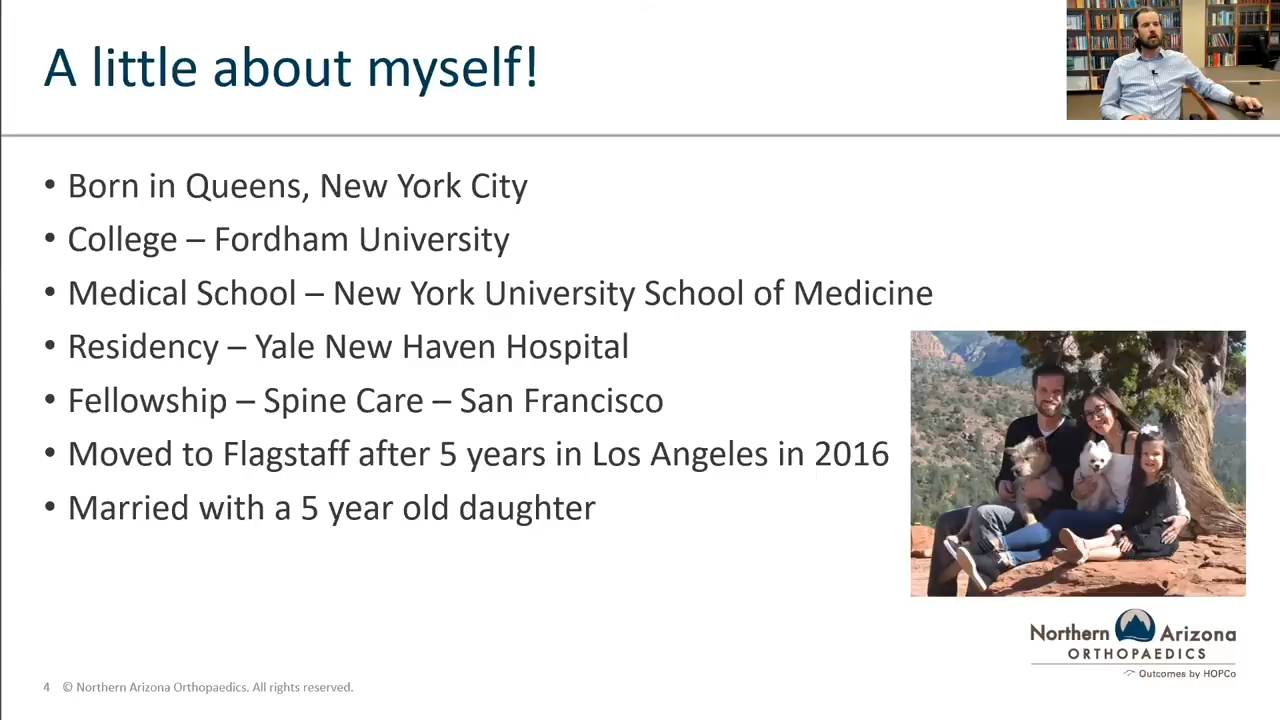 A little about myself!
• Born in Queens, New York City
• College – Fordham University
• Medical School – New York University School of Medicine
• Residency – Yale New Haven Hospital
• Fellowship – Spine Care – San Francisco
• Moved to Flagstaff after 5 years in Los Angeles in 2016
• Married with a 5 year old daughter
Northern Arizona
ORTHOPAEDICS
Outcomes by HOPCo
4 © Northern Arizona Orthopaedics. All rights reserved.